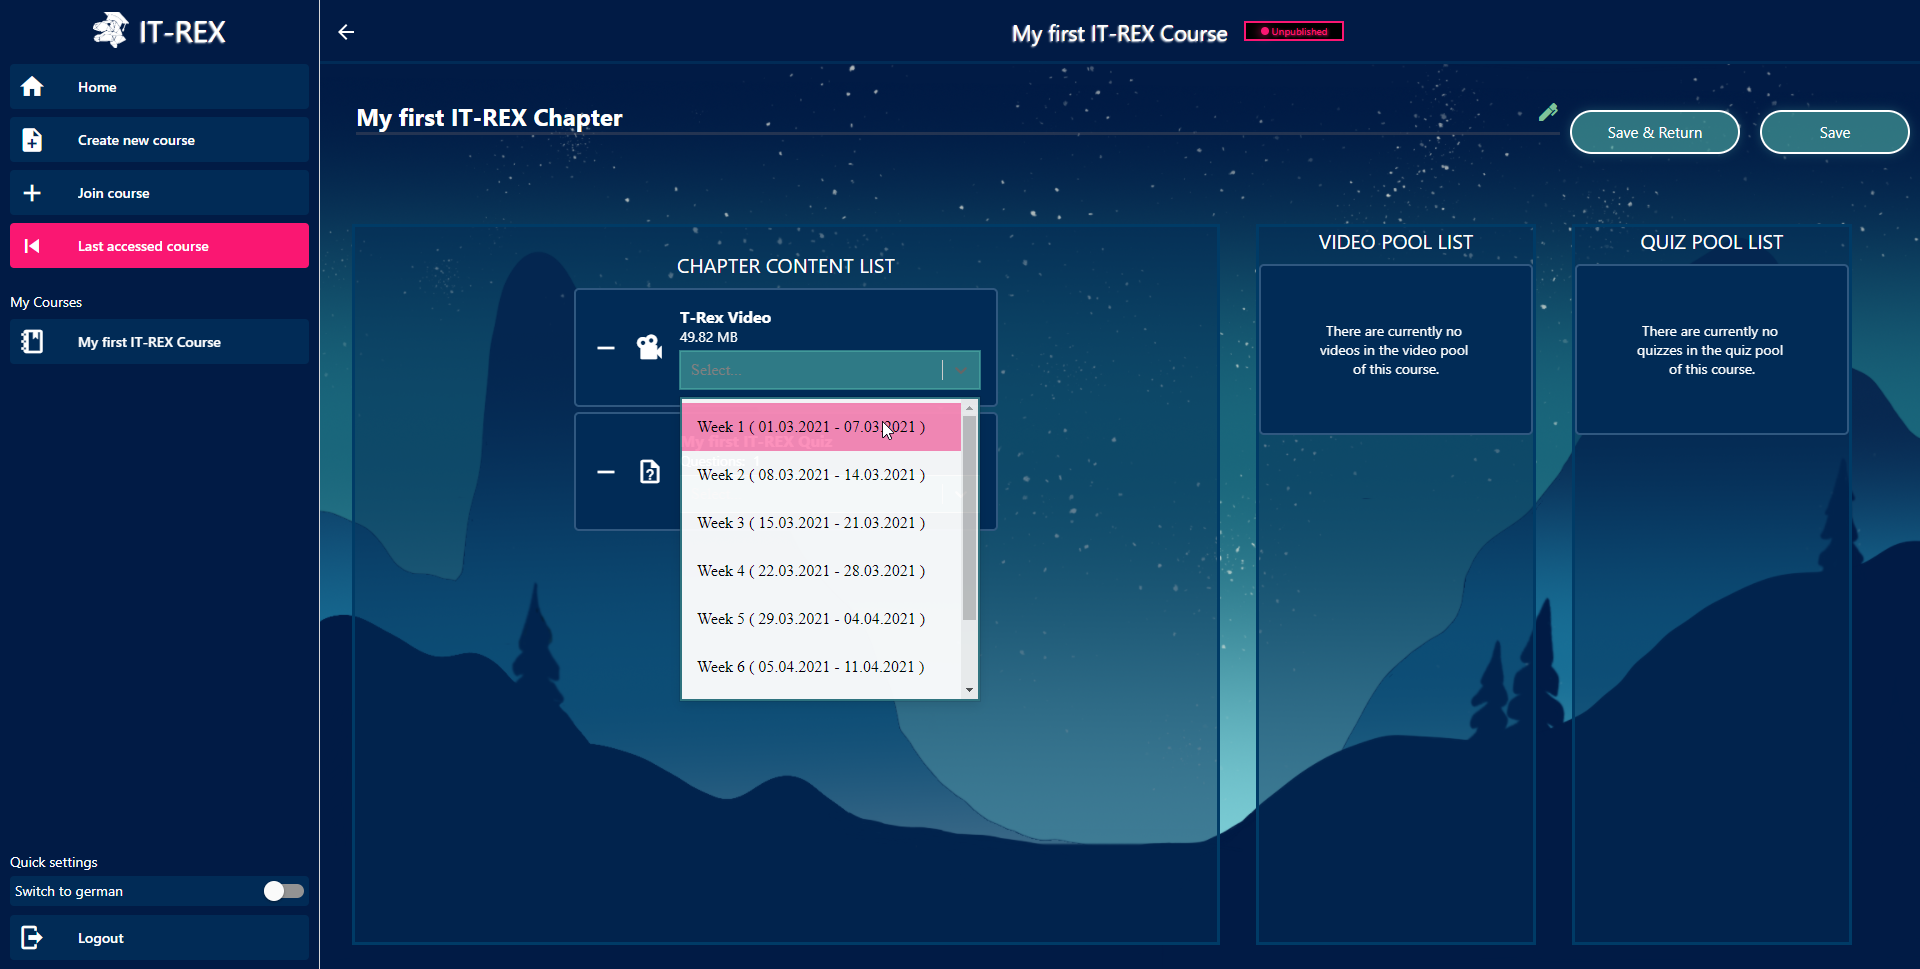 IT-REX
Home
Create new course
Join course
Last accessed course
My Courses
My first IT-REX Course
Quick settings
Switch to german
Logout
My first IT-REX Course
Unpublished
My first IT-REX Chapter
Save & Return
Save
CHAPTER CONTENT LIST
T-Rex Video
49.82 MB
Select...
My first IT-REX Quiz
Week 1 ( 01.03.2021 - 07.03.2021 )
Week 2 ( 08.03.2021 - 14.03.2021 )
Week 3 ( 15.03.2021 - 21.03.2021 )
Week 4 ( 22.03.2021 - 28.03.2021 )
Week 5 ( 29.03.2021 - 04.04.2021 )
Week 6 ( 05.04.2021 - 11.04.2021 )
VIDEO POOL LIST
There are currently no
videos in the video pool
of this course.
QUIZ POOL LIST
There are currently no
quizzes in the quiz pool
of this course.